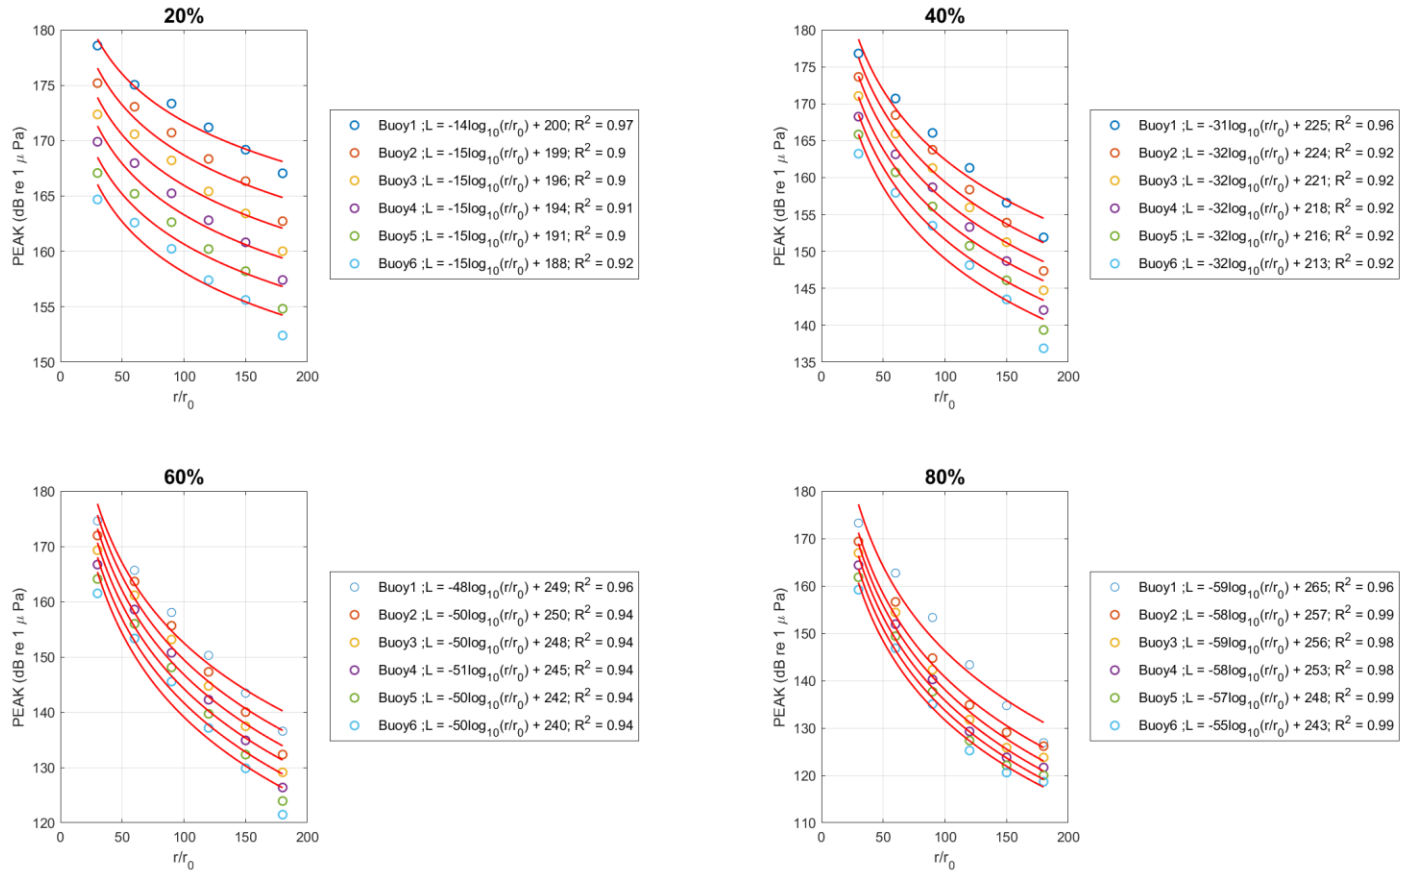 20%
180
175
170
165
160
155
150
0
50
100
150
200
PEAK (dB re 1 μ Pa)
r/r0
Buoy1 ;L = -14log10(r/r0) + 200; R2 = 0.97
Buoy2 ;L = -15log10(r/r0) + 199; R2 = 0.9
Buoy3 ;L = -15log10(r/r0) + 196; R2 = 0.9
Buoy4 ;L = -15log10(r/r0) + 194; R2 = 0.91
Buoy5 ;L = -15log10(r/r0) + 191; R2 = 0.9
Buoy6 ;L = -15log10(r/r0) + 188; R2 = 0.92
40%
180
175
170
165
160
155
150
145
140
135
0
50
100
150
200
PEAK (dB re 1 μ Pa)
r/r0
Buoy1 ;L = -31log10(r/r0) + 225; R2 = 0.96
Buoy2 ;L = -32log10(r/r0) + 224; R2 = 0.92
Buoy3 ;L = -32log10(r/r0) + 221; R2 = 0.92
Buoy4 ;L = -32log10(r/r0) + 218; R2 = 0.92
Buoy5 ;L = -32log10(r/r0) + 216; R2 = 0.92
Buoy6 ;L = -32log10(r/r0) + 213; R2 = 0.92
60%
180
170
160
150
140
130
120
0
50
100
150
200
PEAK (dB re 1 μ Pa)
r/r0
Buoy1 ;L = -48log10(r/r0) + 249; R2 = 0.96
Buoy2 ;L = -50log10(r/r0) + 250; R2 = 0.94
Buoy3 ;L = -50log10(r/r0) + 248; R2 = 0.94
Buoy4 ;L = -51log10(r/r0) + 245; R2 = 0.94
Buoy5 ;L = -50log10(r/r0) + 242; R2 = 0.94
Buoy6 ;L = -50log10(r/r0) + 240; R2 = 0.94
80%
180
170
160
150
140
130
120
110
0
50
100
150
200
PEAK (dB re 1 μ Pa)
r/r0
Buoy1 ;L = -59log10(r/r0) + 265; R2 = 0.96
Buoy2 ;L = -58log10(r/r0) + 257; R2 = 0.99
Buoy3 ;L = -59log10(r/r0) + 256; R2 = 0.98
Buoy4 ;L = -58log10(r/r0) + 253; R2 = 0.98
Buoy5 ;L = -57log10(r/r0) + 248; R2 = 0.99
Buoy6 ;L = -55log10(r/r0) + 243; R2 = 0.99